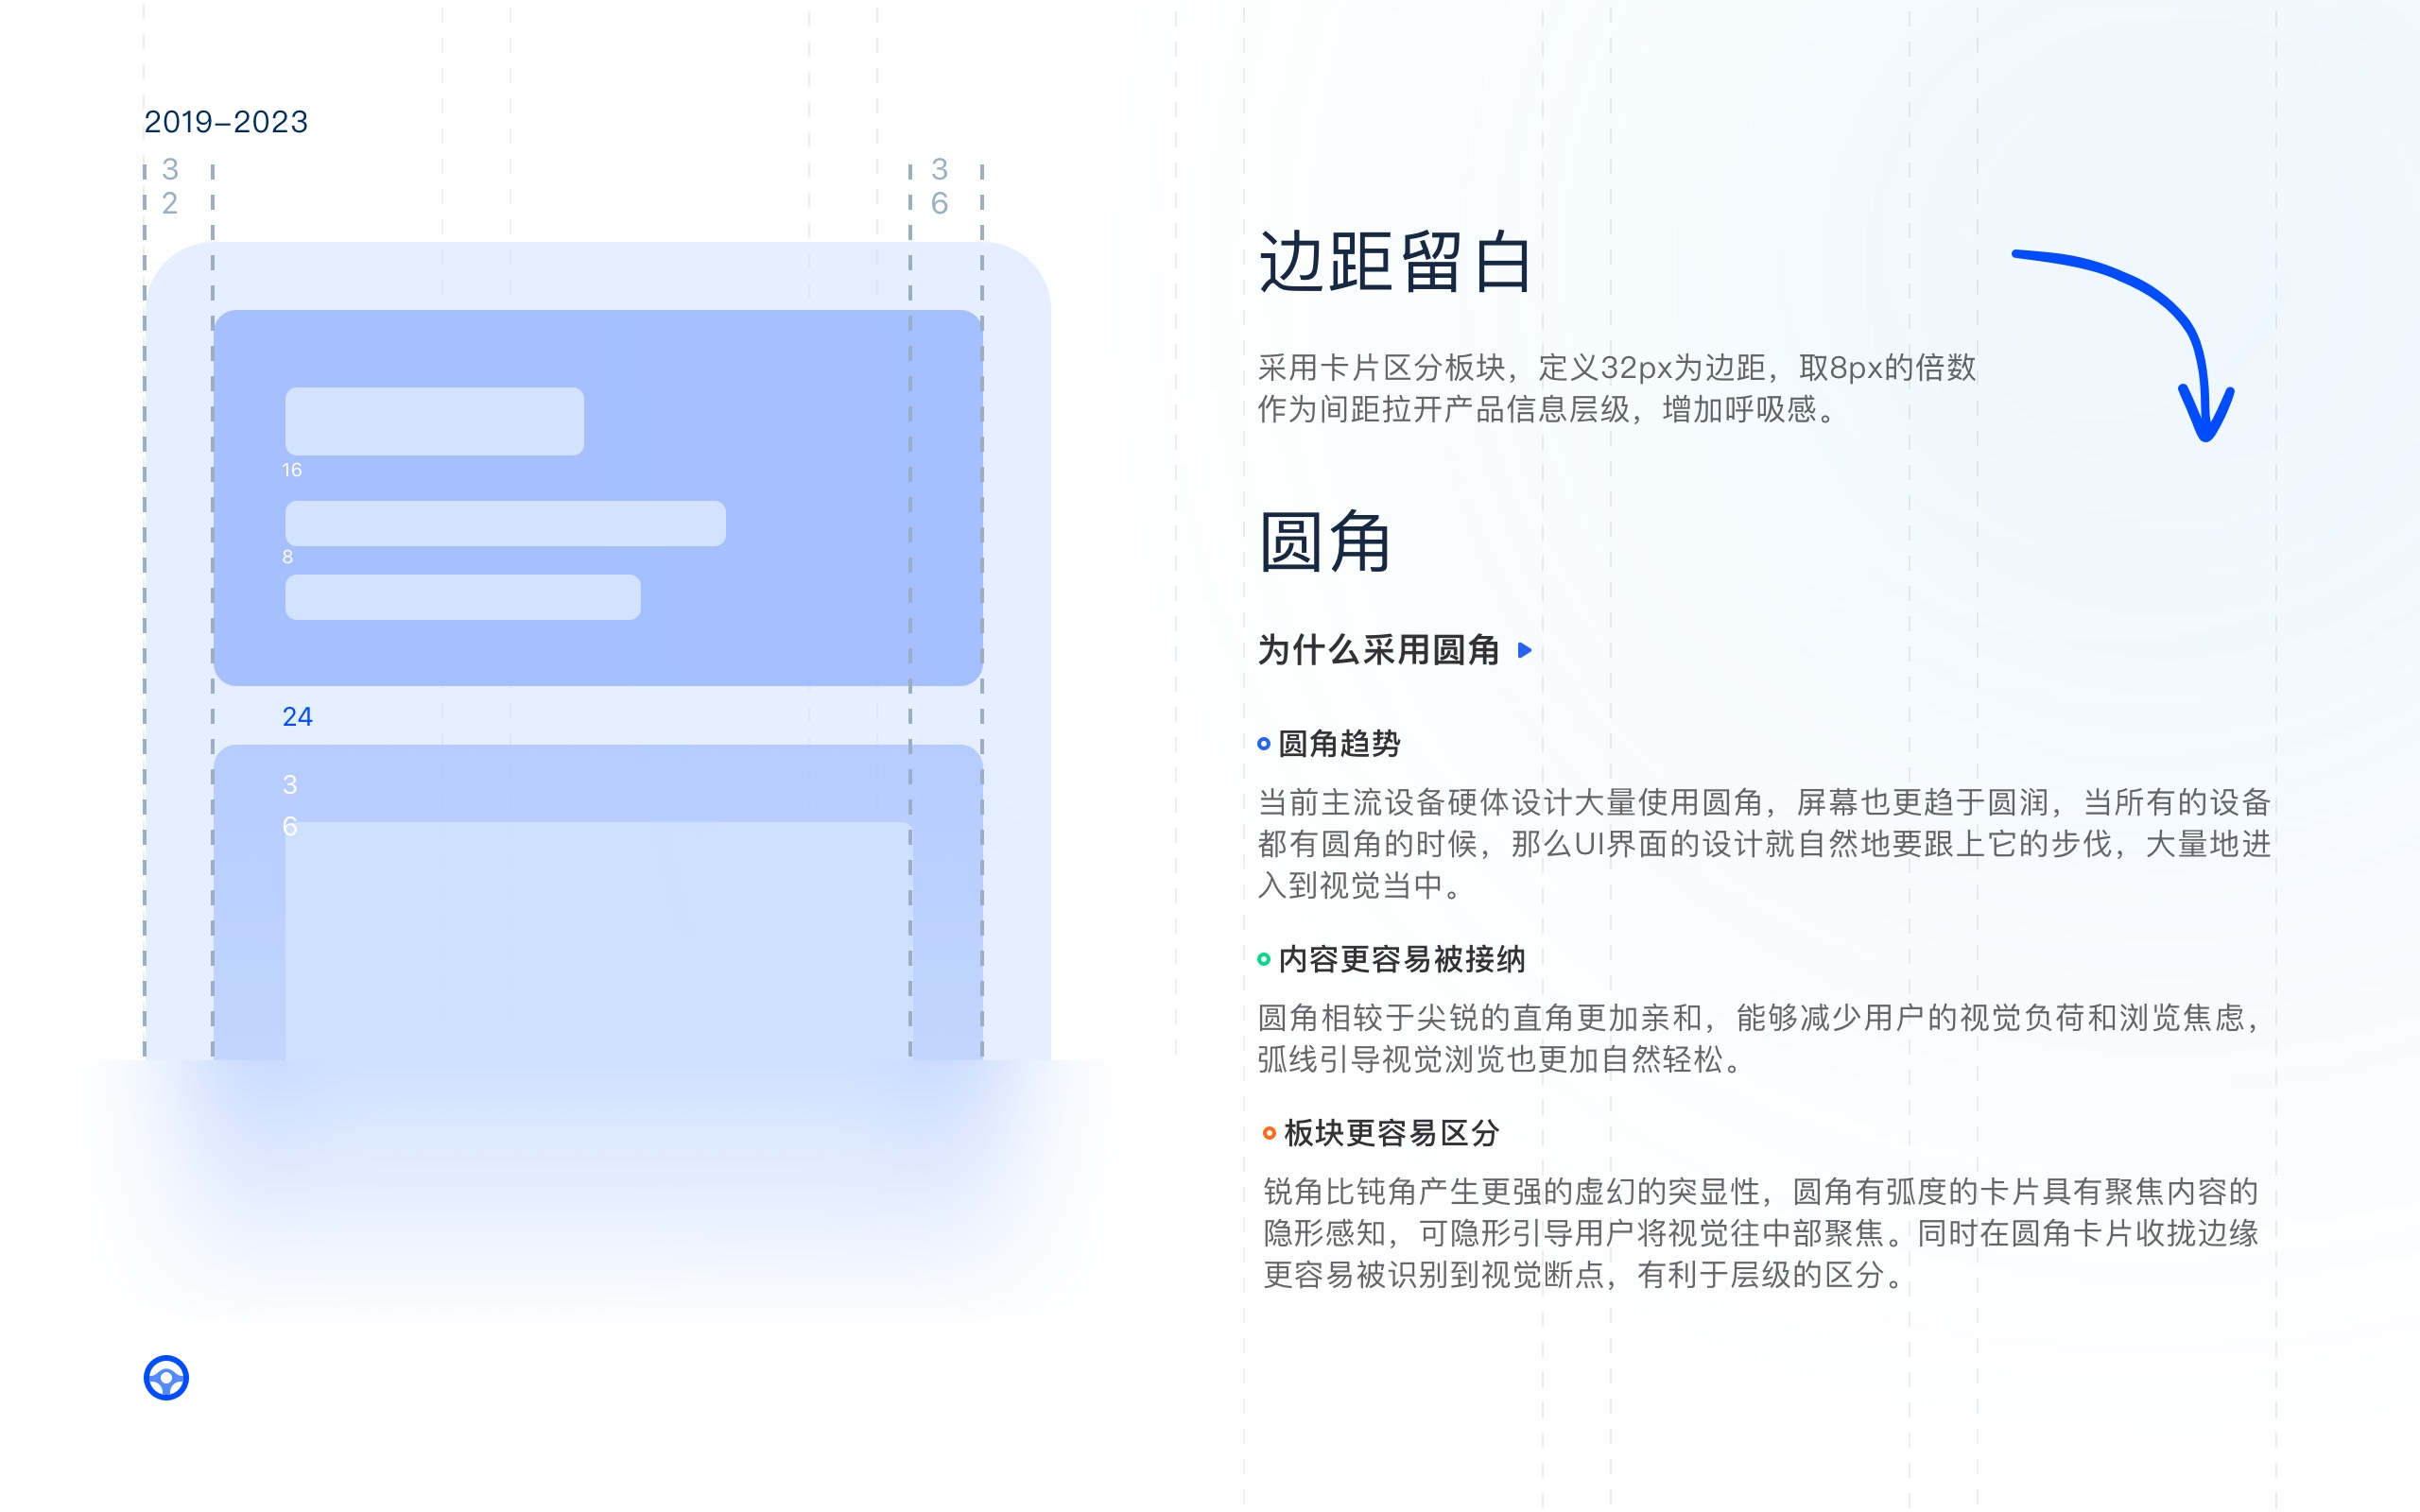 2019–2023
3
2
3
6
16
8
24
3
6
边距留白
采用卡片区分板块，定义32px为边距，取8px的倍数
作为间距拉开产品信息层级，增加呼吸感。
圆角
为什么采用圆角
圆角趋势
当前主流设备硬体设计大量使用圆角，屏幕也更趋于圆润，当所有的设备
都有圆角的时候，那么UI界面的设计就自然地要跟上它的步伐，大量地进
入到视觉当中。
内容更容易被接纳
圆角相较于尖锐的直角更加亲和，能够减少用户的视觉负荷和浏览焦虑，
弧线引导视觉浏览也更加自然轻松。
板块更容易区分
锐角比钝角产生更强的虚幻的突显性，圆角有弧度的卡片具有聚焦内容的
隐形感知，可隐形引导用户将视觉往中部聚焦。同时在圆角卡片收拢边缘
更容易被识别到视觉断点，有利于层级的区分。